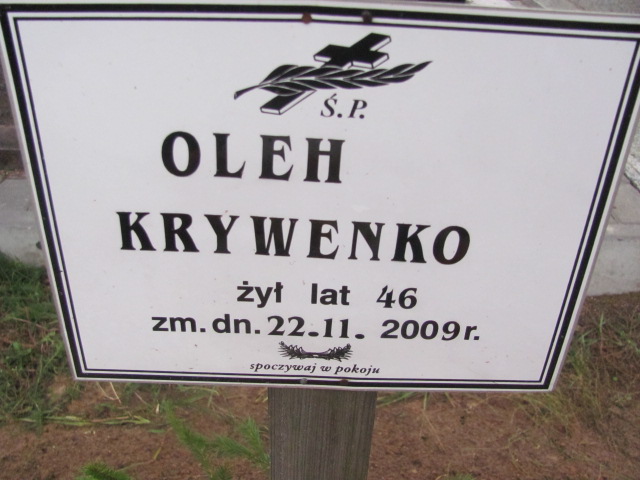 Ś.P.
OLEH
KRYWENKO
żył lat 46
zm. dn. 22.11. 2009r.
spoczywaj w pokoju